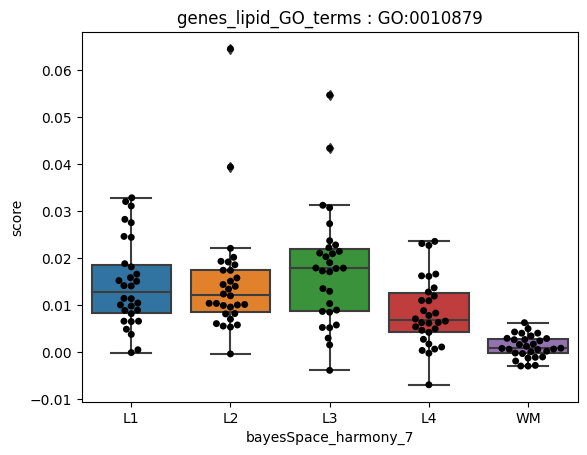 genes_lipid_GO_terms : GO:0010879
0.06
0.05
0.04
0.03
0.02
0.01
0.00
−0.01
score
L1 L2 L3 L4 WM
bayesSpace_harmony_7